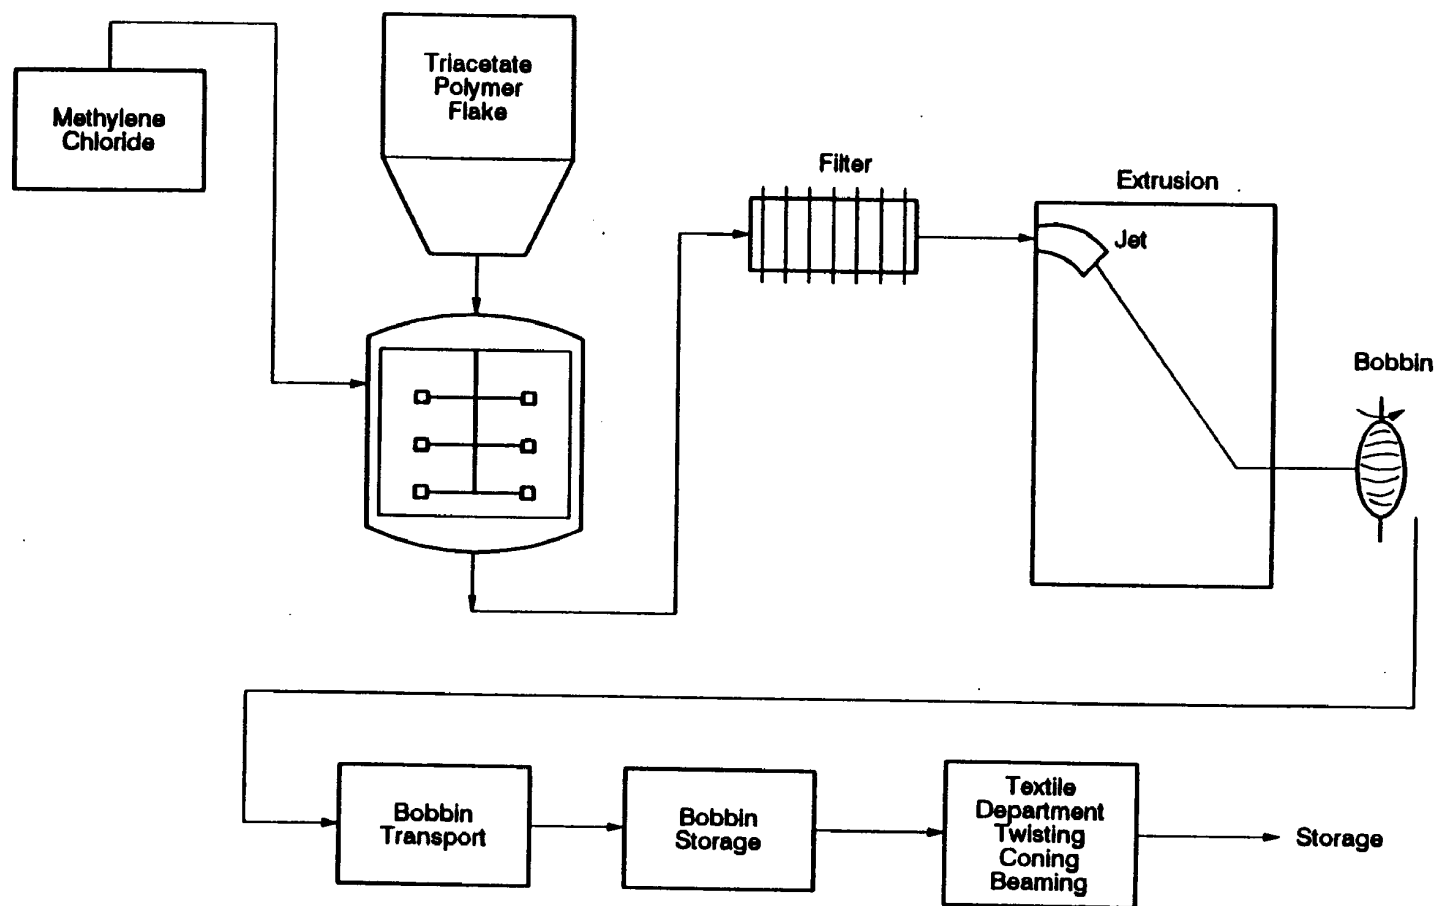 Methylene
Chloride
Triacetate
Polymer
Flake
Filter
Extrusion
Jet
Bobbin
Bobbin
Transport
Bobbin
Storage
Textile
Department
Twisting
Coning
Beaming
Storage